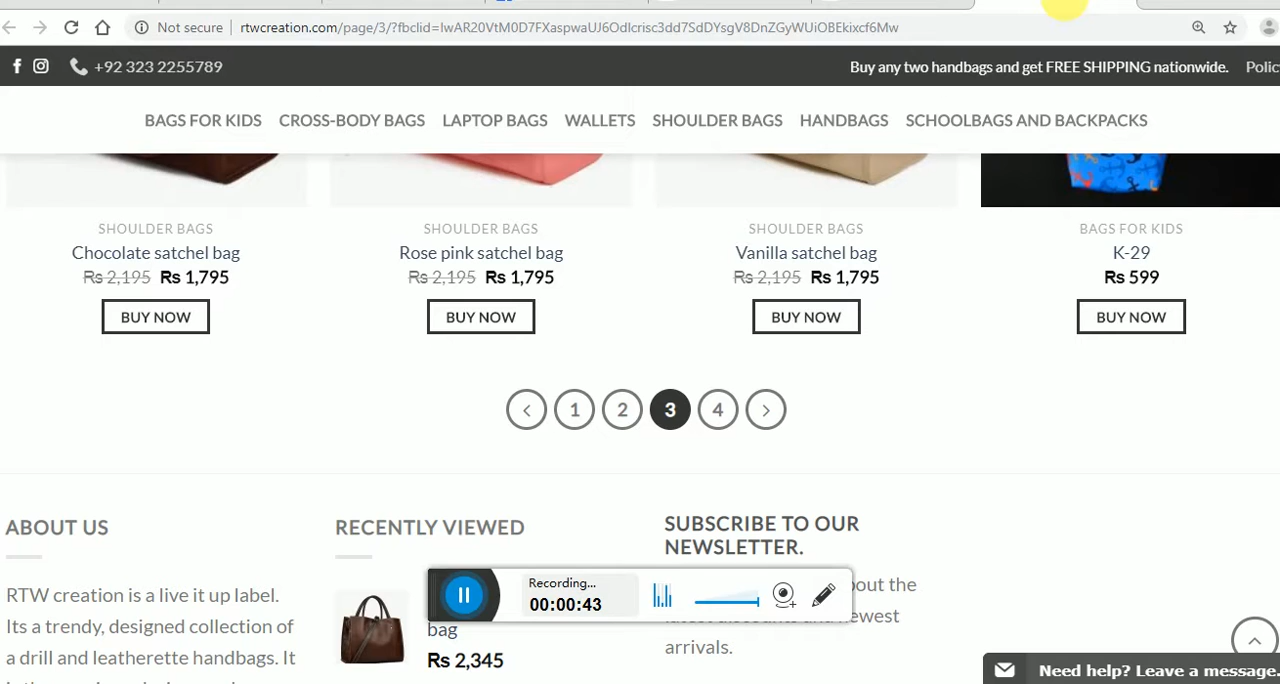 Not secure rtwcreation.com/page/3/?fbclid=IwAR20VtM0D7FXaspwaUJ6OdIcrisc3dd7SdDYsgV8DnZGyWUiOBEkixcf6Mw
+92 323 2255789 Buy any two handbags and get FREE SHIPPING nationwide. Polic
BAGS FOR KIDS CROSS-BODY BAGS LAPTOP BAGS WALLETS SHOULDER BAGS HANDBAGS SCHOOLBAGS AND BACKPACKS
SHOULDER BAGS SHOULDER BAGS SHOULDER BAGS BAGS FOR KIDS
Chocolate satchel bag Rose pink satchel bag Vanilla satchel bag K-29
₨ 2,195 ₨ 1,795 ₨ 2,195 ₨ 1,795 ₨ 2,195 ₨ 1,795 ₨ 599
BUY NOW BUY NOW BUY NOW BUY NOW
1 2 3 4
ABOUT US
RTW creation is a live it up label.
Its a trendy, designed collection of
a drill and leatherette handbags. It
RECENTLY VIEWED
bag
₨ 2,345
SUBSCRIBE TO OUR
NEWSLETTER.
out the
newest
arrivals.
Recording...
00:00:43
Need help? Leave a message.